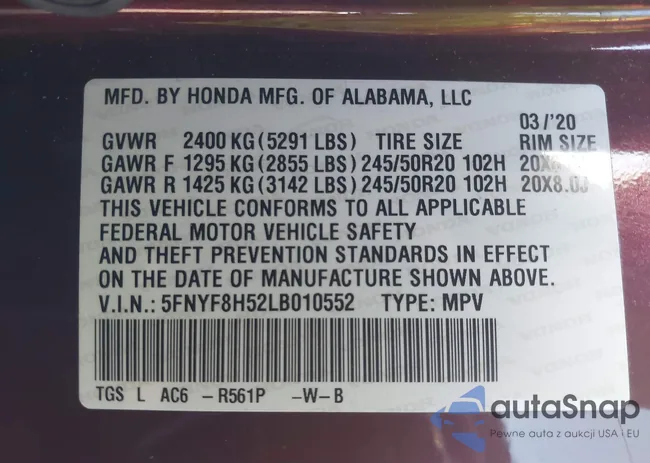 MFD. BY HONDA MFG. OF ALABAMA, LLC
03/'20
GVWR 2400 KG (5291 LBS) TIRE SIZE RIM SIZE
GAWR F 1295 KG (2855 LBS) 245/50R20 102H
GAWR R 1425 KG (3142 LBS) 245/50R20 102H 20X8.0J
THIS VEHICLE CONFORMS TO ALL APPLICABLE
FEDERAL MOTOR VEHICLE SAFETY
AND THEFT PREVENTION STANDARDS IN EFFECT
ON THE DATE OF MANUFACTURE SHOWN ABOVE.
V.I.N.: 5FNYF8H52LB010552 TYPE: MPV
TGS L AC6 -R561P -W-B
autaSnap
Pewne auta z aukcji USA i EU